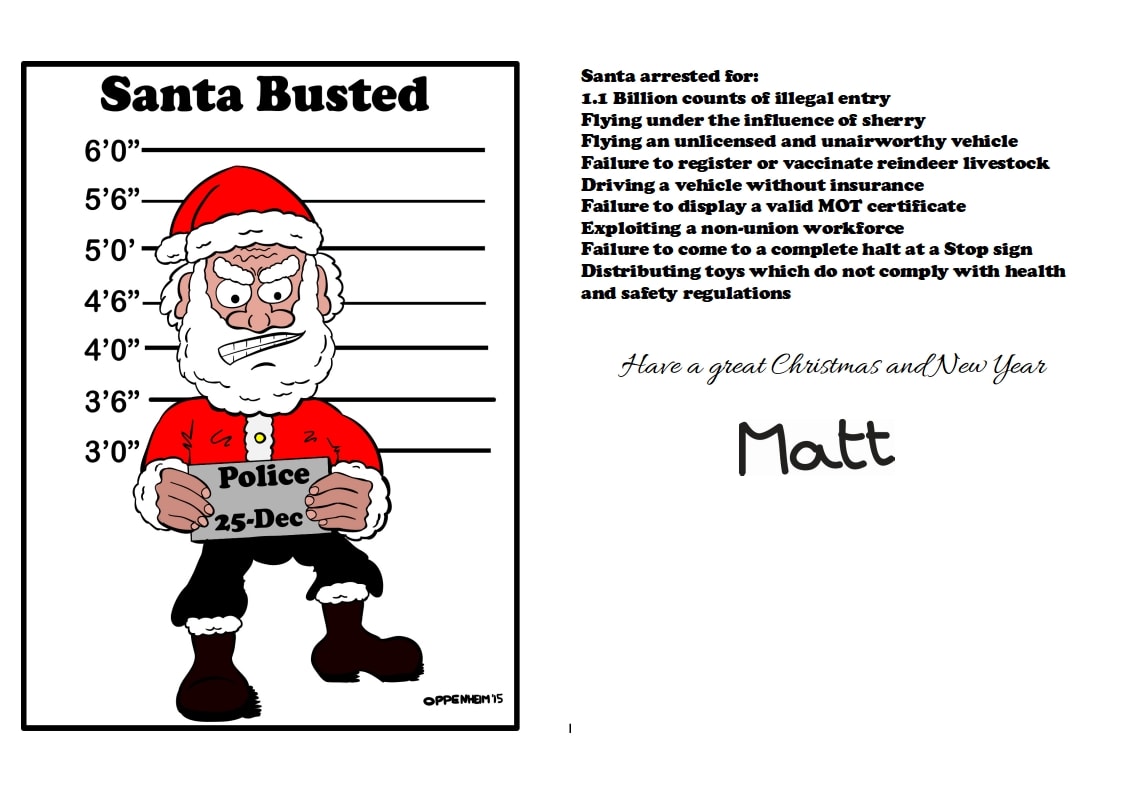 Santa Busted
6’0”
5’6”
5’0’
4’6”
4’0”
3’6”
3’0”
Police
25-Dec
OPPENHEIM '15
Santa arrested for:
1.1 Billion counts of illegal entry
Flying under the influence of sherry
Flying an unlicensed and unairworthy vehicle
Failure to register or vaccinate reindeer livestock
Driving a vehicle without insurance
Failure to display a valid MOT certificate
Exploiting a non-union workforce
Failure to come to a complete halt at a Stop sign
Distributing toys which do not comply with health
and safety regulations
Have a great Christmas and New Year
Matt